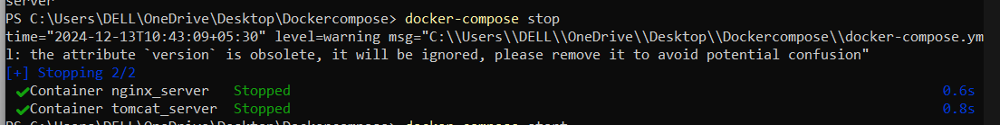 server
PS C:\Users\DELL\OneDrive\Desktop\Dockercompose> docker-compose stop
time="2024-12-13T10:43:09+05:30" level=warning msg="C:\\Users\\DELL\\OneDrive\\Desktop\\Dockercompose\\docker-compose.ym
l: the attribute `version` is obsolete, it will be ignored, please remove it to avoid potential confusion"
[+] Stopping 2/2
✔Container nginx_server Stopped 0.6s
✔Container tomcat_server Stopped 0.8s
PS C:\Users\DELL\OneDrive\Desktop\Dockercompose> docker-compose start